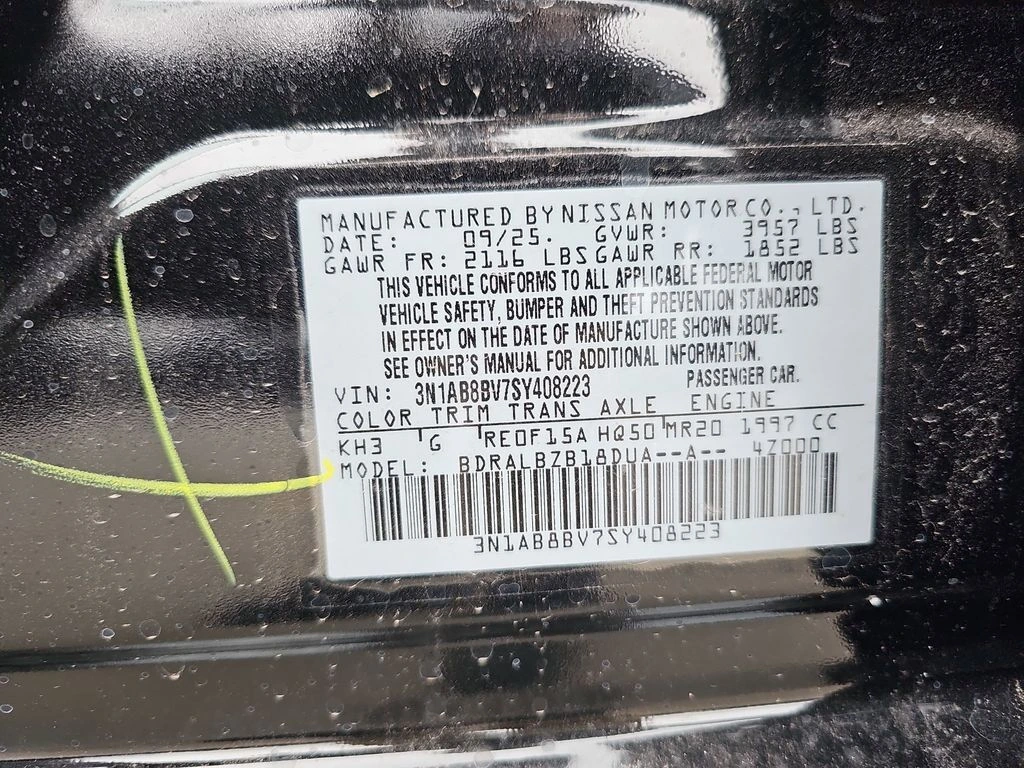 MANUFACTURED BY NISSAN MOTOR CO., LTD.
DATE: 09/25. GVWR: 3957 LBS
GAWR FR: 2116 LBS GAWR RR: 1852 LBS
THIS VEHICLE CONFORMS TO ALL APPLICABLE FEDERAL MOTOR
VEHICLE SAFETY, BUMPER AND THEFT PREVENTION STANDARDS
IN EFFECT ON THE DATE OF MANUFACTURE SHOWN ABOVE.
SEE OWNER'S MANUAL FOR ADDITIONAL INFORMATION.
VIN: 3N1AB8BV7SY408223 PASSENGER CAR.
COLOR TRIM TRANS AXLE ENGINE
KH3 G RE0F15A HQ50 MR20 1997 CC
MODEL: BDRALBZB18DUA--A-- 4Z000
3N1AB8BV7SY408223